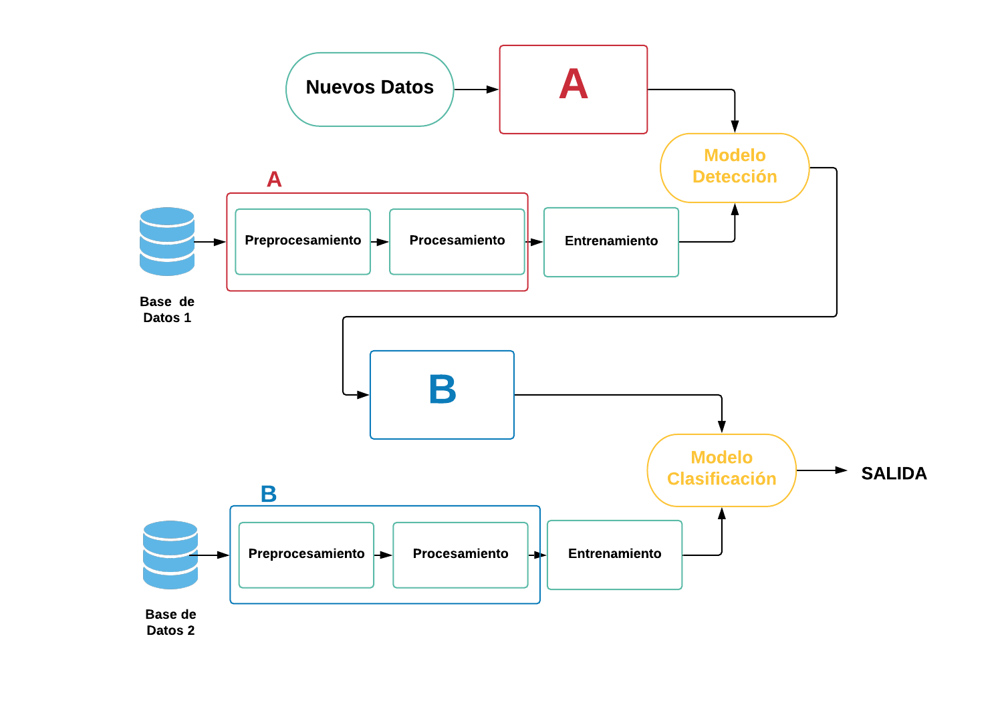 Nuevos Datos
A
Modelo
Detección
A
Preprocesamiento
Procesamiento
Entrenamiento
Base de
Datos 1
B
Modelo
Clasificación
SALIDA
B
Preprocesamiento
Procesamiento
Entrenamiento
Base de
Datos 2